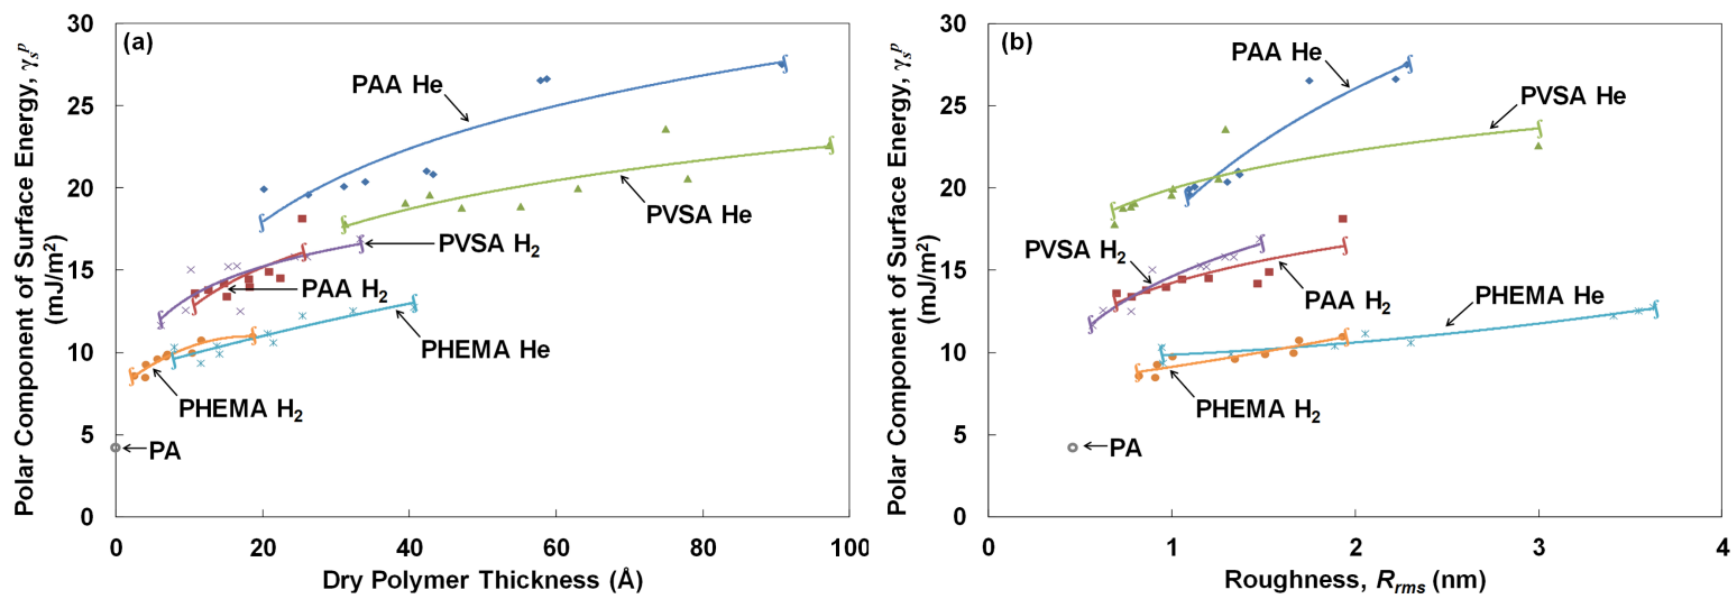 (a)
Polar Component of Surface Energy, γₛᵖ
(mJ/m²)
30
25
20
15
10
5
0
PAA He
PVSA He
PVSA H₂
PAA H₂
PHEMA He
PHEMA H₂
PA
0 20 40 60 80 100
Dry Polymer Thickness (Å)
(b)
Polar Component of Surface Energy, γₛᵖ
(mJ/m²)
30
25
20
15
10
5
0
PAA He
PVSA He
PVSA H₂
PAA H₂
PHEMA He
PHEMA H₂
PA
0 1 2 3 4
Roughness, Rrms (nm)